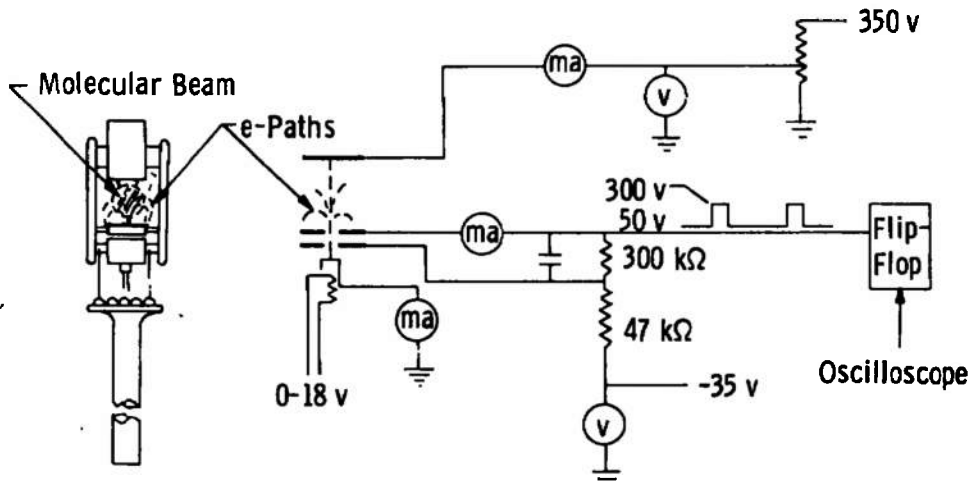 350 v
ma
Molecular Beam
v
e-Paths
300 v
50 v
ma
Flip-
Flop
300 kΩ
ma
47 kΩ
Oscilloscope
0-18 v
-35 v
v